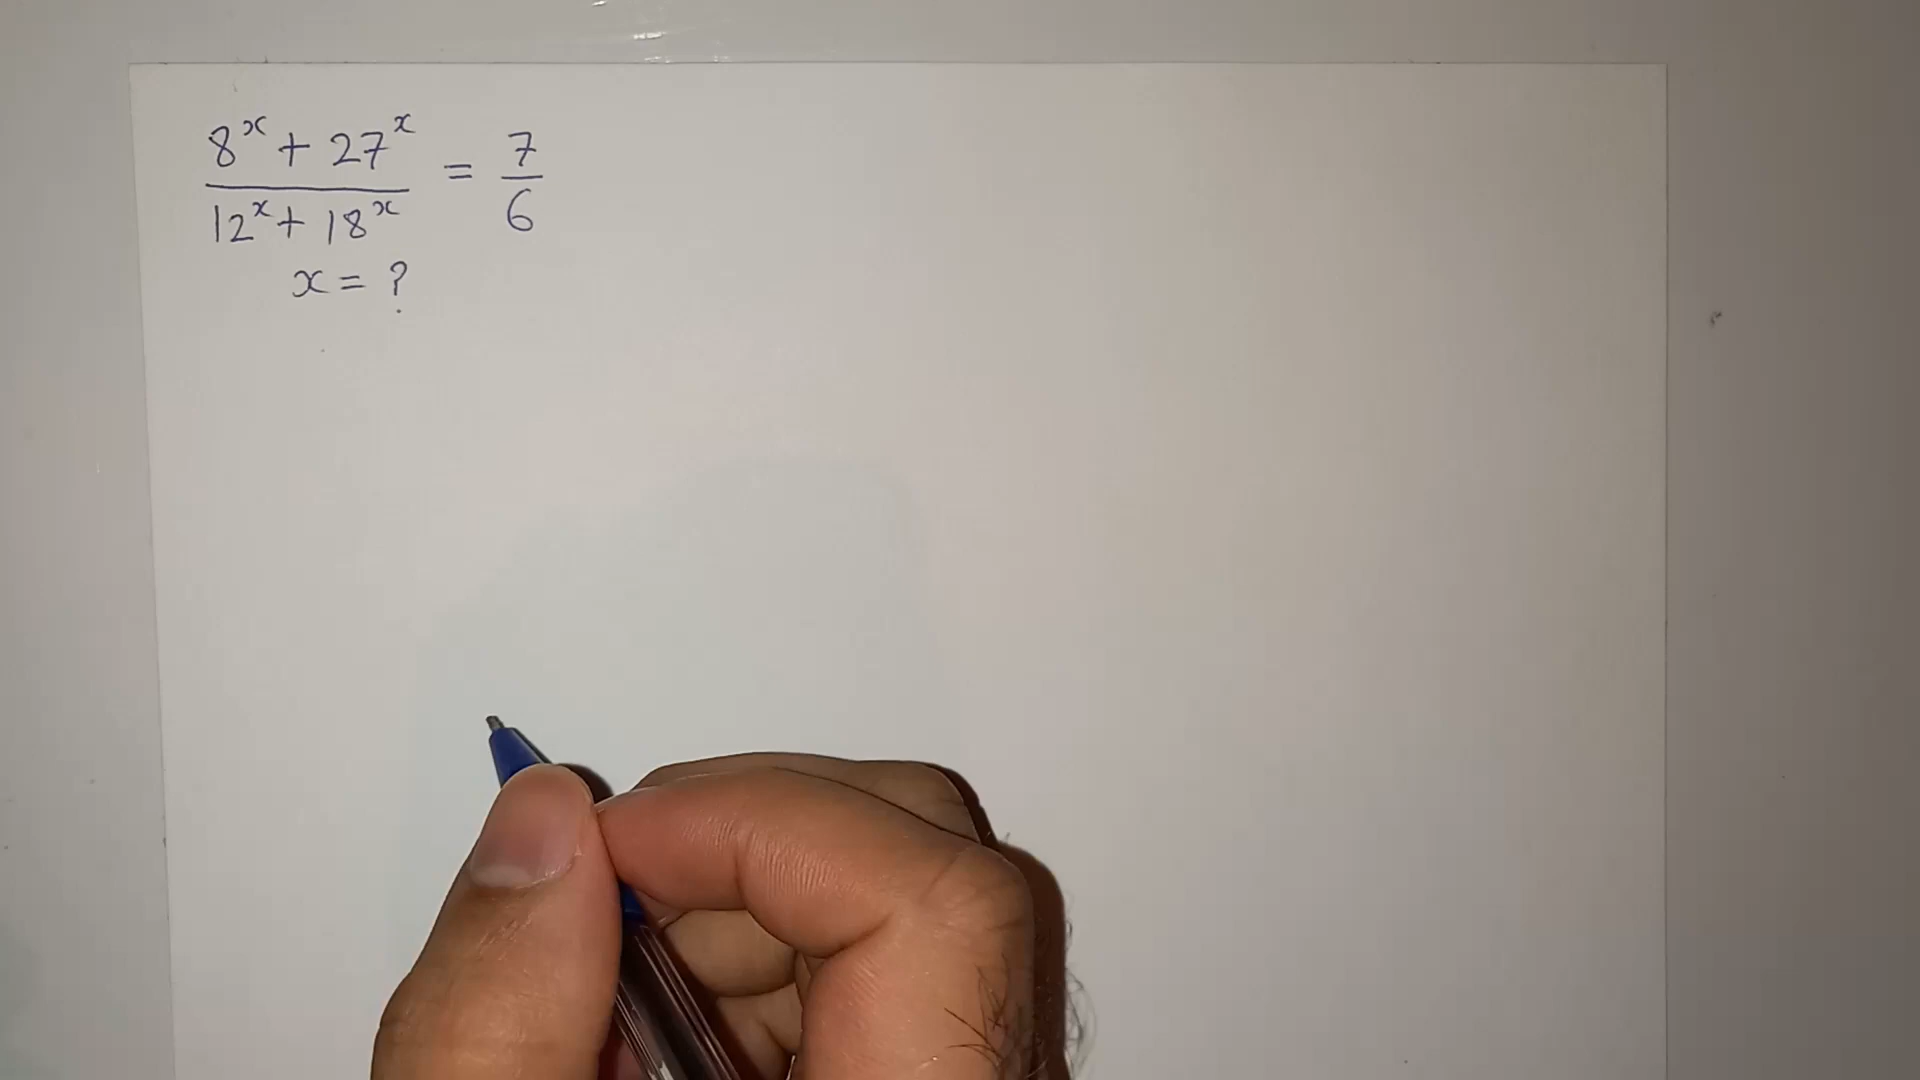 8^x + 27^x / 12^x + 18^x = 7/6
x = ?